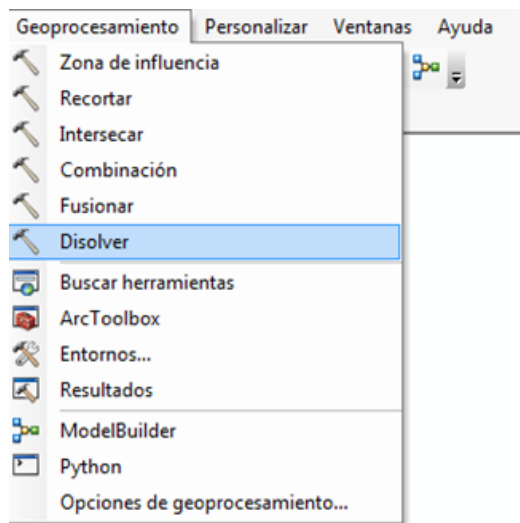 Geoprocesamiento Personalizar Ventanas Ayuda
Zona de influencia
Recortar
Intersecar
Combinación
Fusionar
Disolver
Buscar herramientas
ArcToolbox
Entornos...
Resultados
ModelBuilder
Python
Opciones de geoprocesamiento...